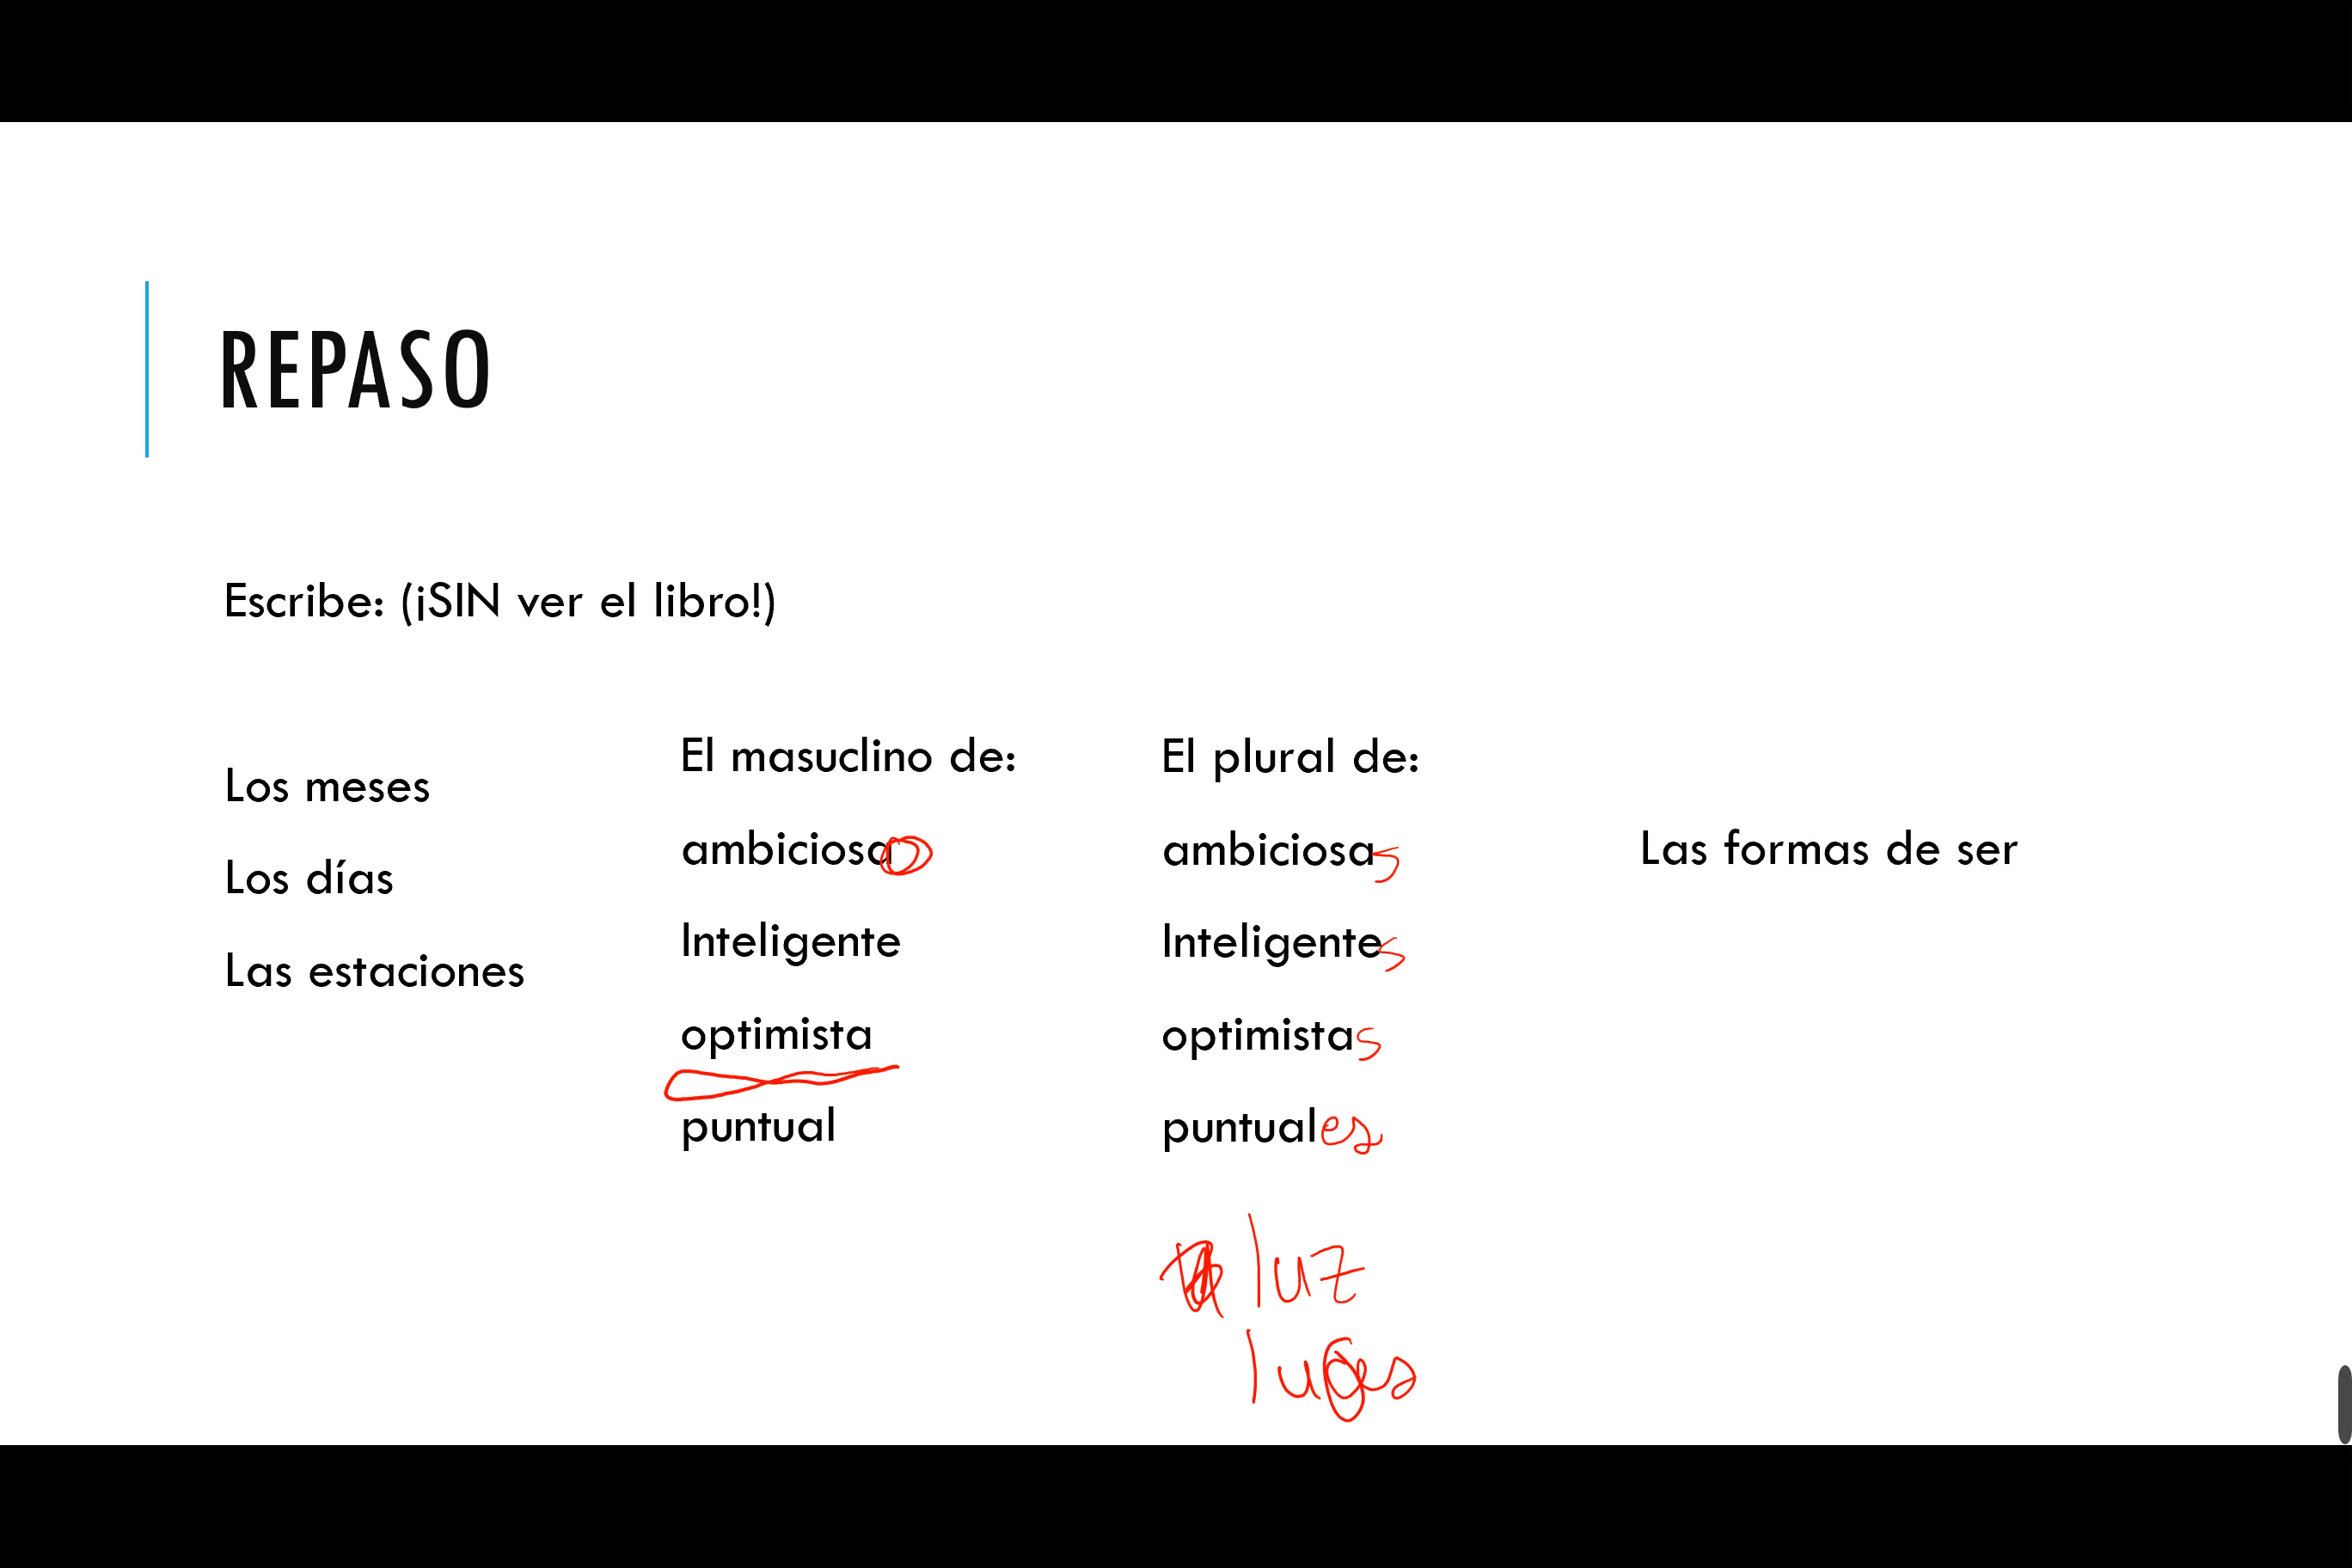 REPASO
Escribe: (¡SIN ver el libro!)
Los meses
Los días
Las estaciones
El masuclino de:
ambiciosao
Inteligente
optimista
puntual
El plural de:
ambiciosas
Inteligentes
optimistas
puntuales
luz
luces
Las formas de ser